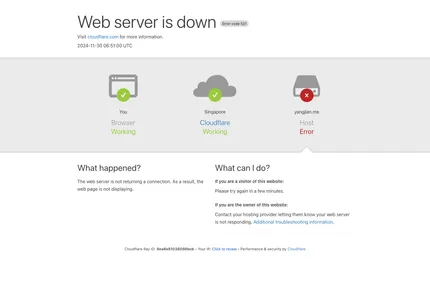 Web server is down Error code 521
Visit cloudflare.com for more information.
2024-11-30 06:51:00 UTC
You
Browser
Working
Singapore
Cloudflare
Working
yangjian.me
Host
Error
What happened?
The web server is not returning a connection. As a result, the
web page is not displaying.
What can I do?
If you are a visitor of this website:
Please try again in a few minutes.
If you are the owner of this website:
Contact your hosting provider letting them know your web server
is not responding. Additional troubleshooting information.
Cloudflare Ray ID: • Your IP: Click to reveal • Performance & security by Cloudflare